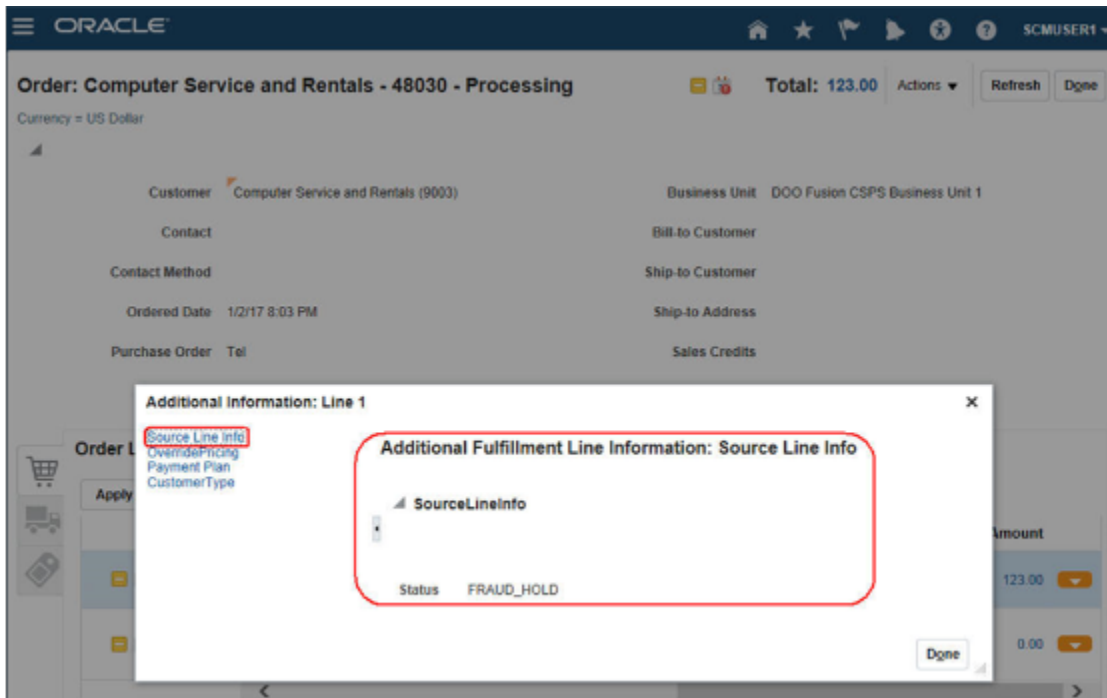 ORACLE
SCMUSER1
Order: Computer Service and Rentals - 48030 - Processing
Total: 123.00
Actions
Refresh
Done
Currency = US Dollar
Customer Computer Service and Rentals (9003)
Business Unit DOO Fusion CSPS Business Unit 1
Contact
Bill-to Customer
Contact Method
Ship-to Customer
Ordered Date 1/2/17 8:03 PM
Ship-to Address
Purchase Order Tel
Sales Credits
Additional Information: Line 1
Source Line Info
OverridePricing
Payment Plan
CustomerType
Additional Fulfillment Line Information: Source Line Info
SourceLineInfo
Status FRAUD_HOLD
Done
Order L
Apply
Amount
123.00
0.00